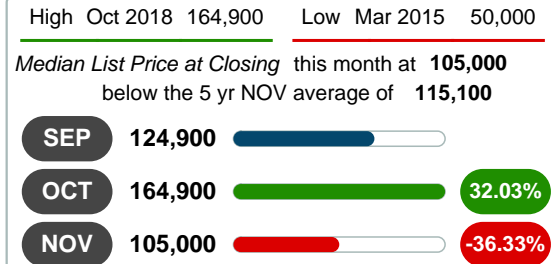 High Oct 2018 164,900 Low Mar 2015 50,000
Median List Price at Closing this month at 105,000
below the 5 yr NOV average of 115,100
SEP 124,900
OCT 164,900 32.03%
NOV 105,000 -36.33%